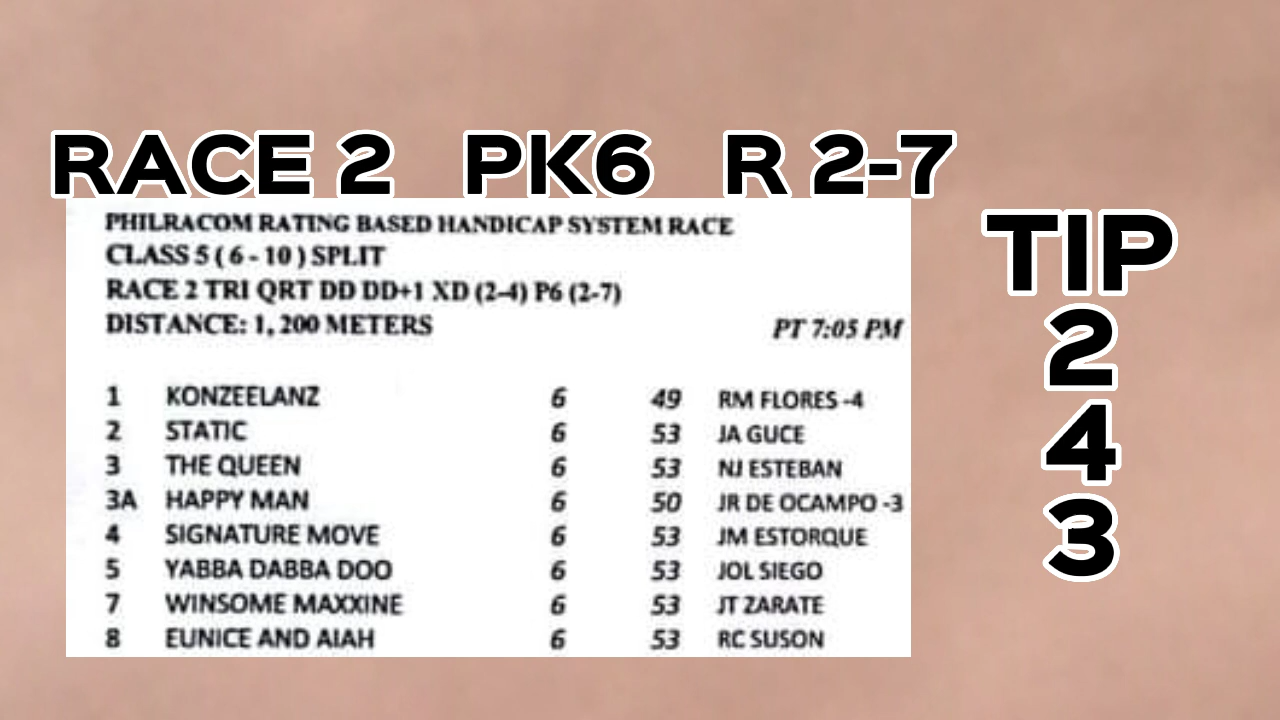 RACE 2 PK6 R 2-7
PHILRACOM RATING BASED HANDICAP SYSTEM RACE
CLASS 5 ( 6 - 10 ) SPLIT
RACE 2 TRI QRT DD DD+1 XD (2-4) P6 (2-7)
DISTANCE: 1, 200 METERS PT 7:05 PM
1 KONZEELANZ 6 49 RM FLORES -4
2 STATIC 6 53 JA GUCE
3 THE QUEEN 6 53 NJ ESTEBAN
3A HAPPY MAN 6 50 JR DE OCAMPO -3
4 SIGNATURE MOVE 6 53 JM ESTORQUE
5 YABBA DABBA DOO 6 53 JOL SIEGO
7 WINSOME MAXXINE 6 53 JT ZARATE
8 EUNICE AND AIAH 6 53 RC SUSON
TIP
2
4
3